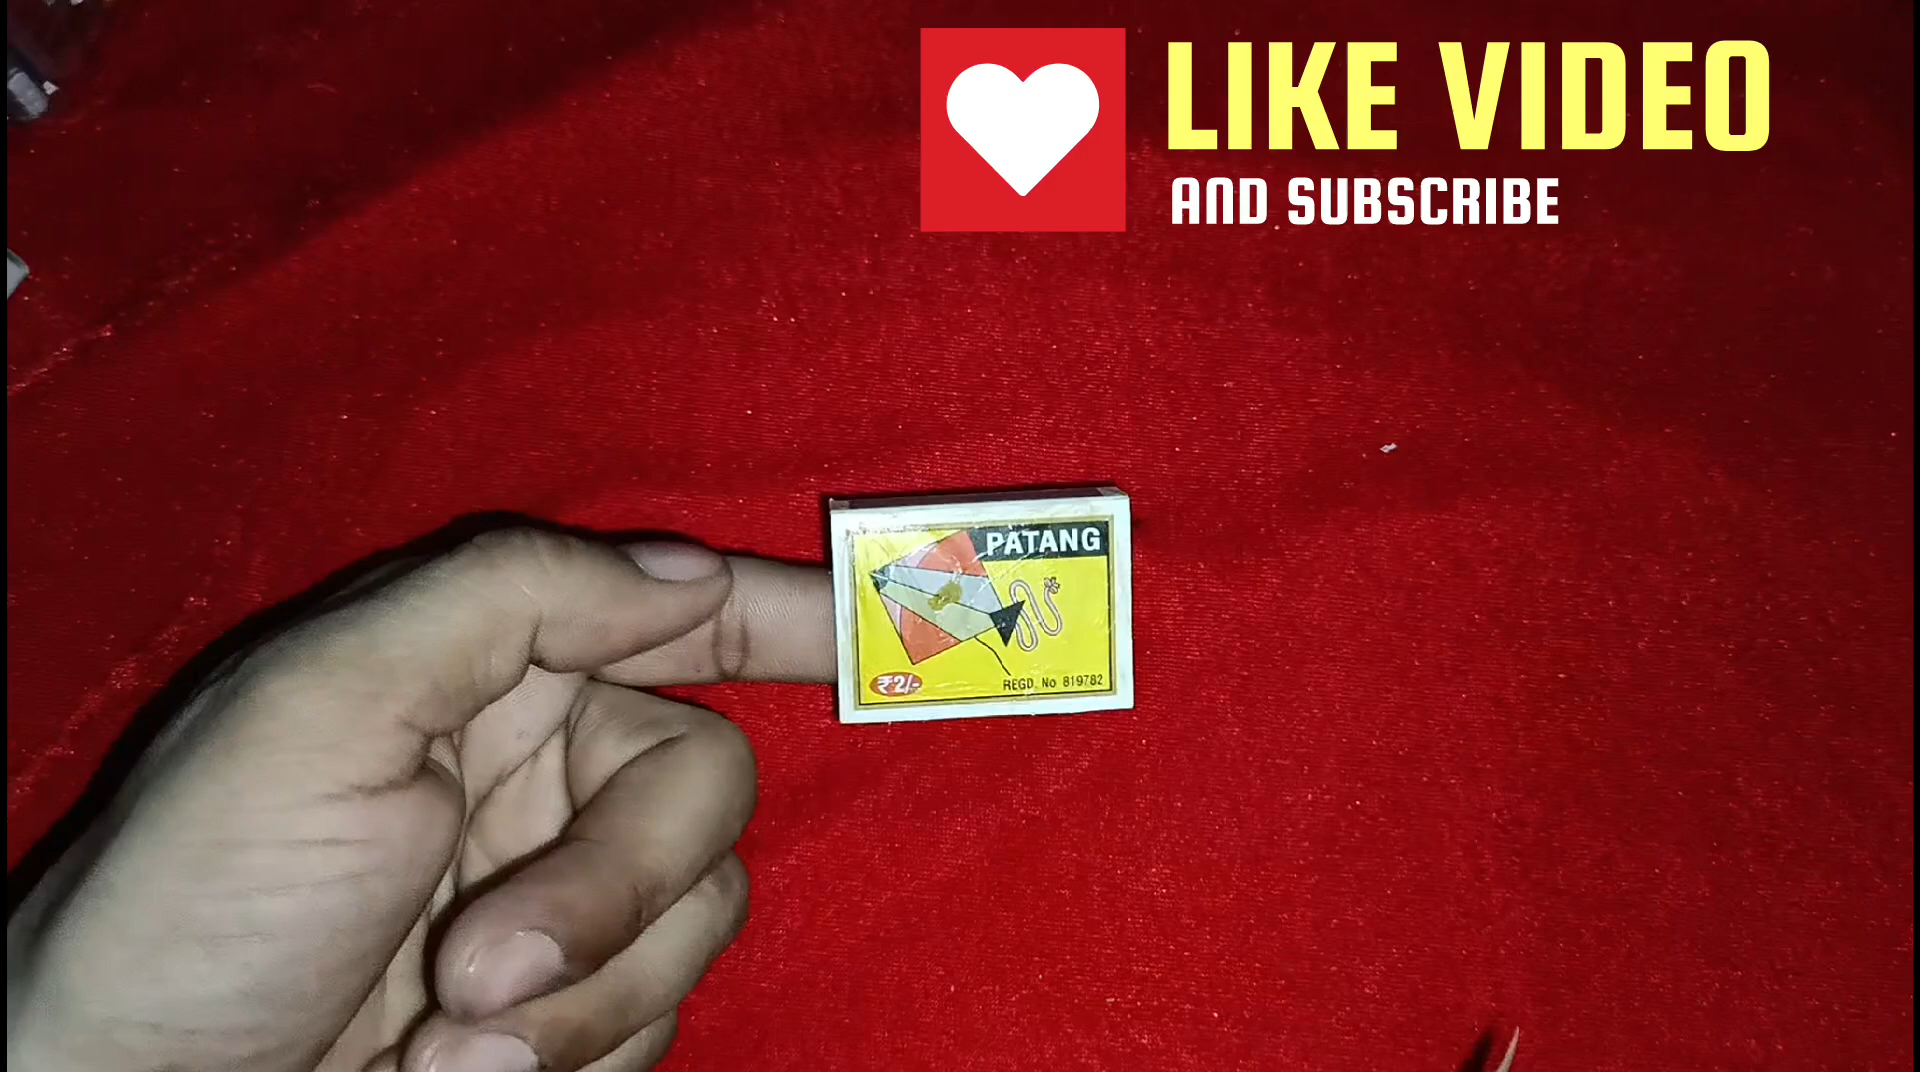 LIKE VIDEO
AND SUBSCRIBE
PATANG
₹2/-
REGD. No 819782